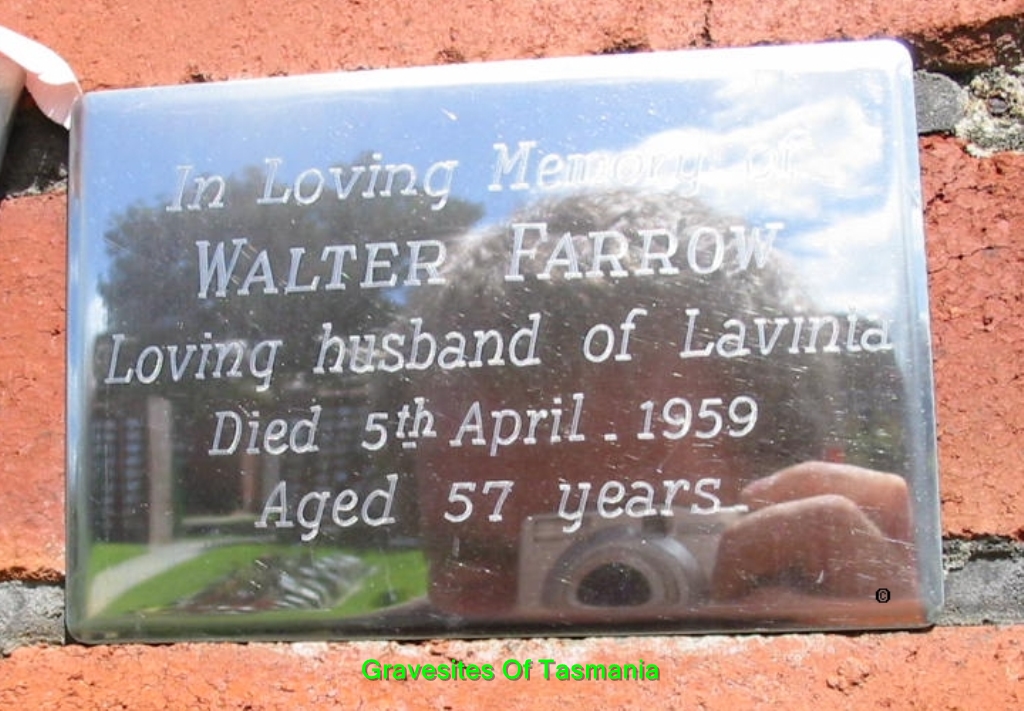 In Loving Memory of
WALTER FARROW
Loving husband of Lavinia
Died 5th April. 1959
Aged 57 years.
©
Gravesites Of Tasmania